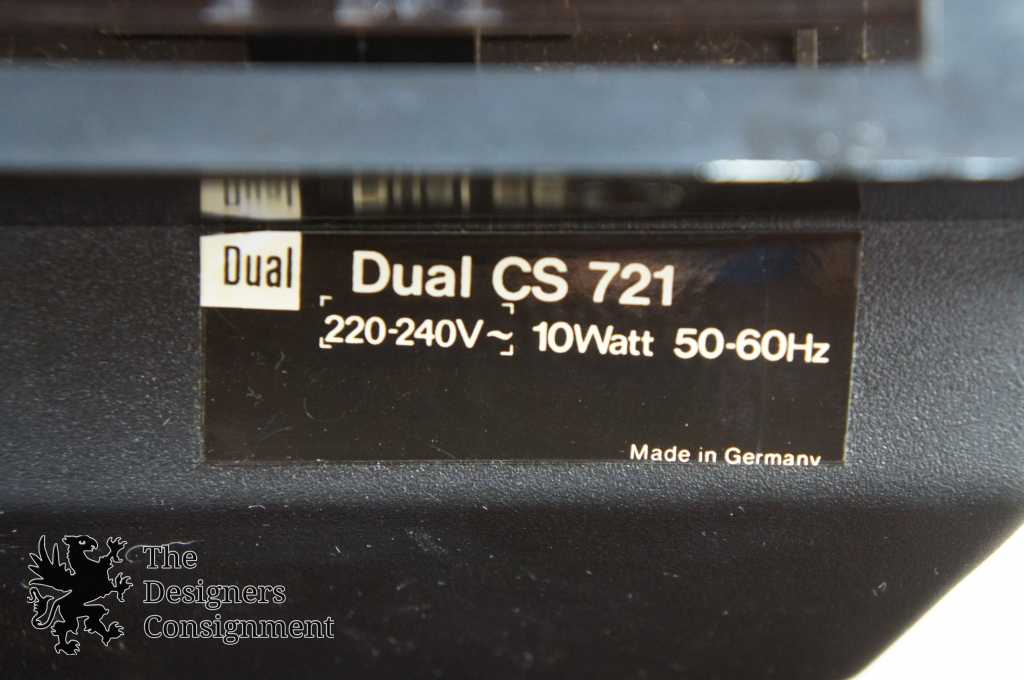 Dual
Dual CS 721
220-240V~ 10Watt 50-60Hz
Made in Germany
The
Designers
Consignment